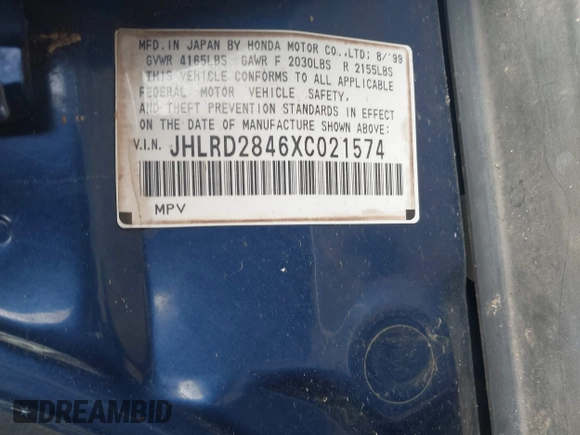 MFD. IN JAPAN BY HONDA MOTOR CO.,LTD: 8/'99
GVWR 4185LBS GAWR F 2030LBS R 2155LBS
THIS VEHICLE CONFORMS TO ALL APPLICABLE
FEDERAL MOTOR VEHICLE SAFETY,
AND THEFT PREVENTION STANDARDS IN EFFECT
ON THE DATE OF MANUFACTURE SHOWN ABOVE:
V.I.N. JHLRD2846XC021574
MPV
DREAMBID